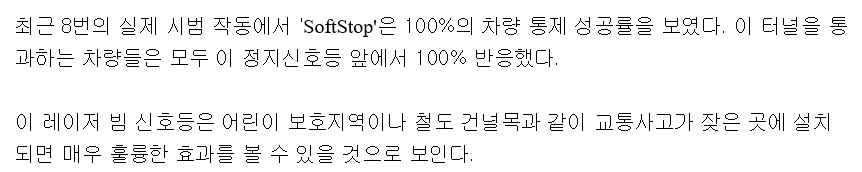 최근 8번의 실제 시범 작동에서 'SoftStop'은 100%의 차량 통제 성공률을 보였다. 이 터널을 통
과하는 차량들은 모두 이 정지신호등 앞에서 100% 반응했다.
이 레이저 빔 신호등은 어린이 보호지역이나 철도 건널목과 같이 교통사고가 잦은 곳에 설치
되면 매우 훌륭한 효과를 볼 수 있을 것으로 보인다.